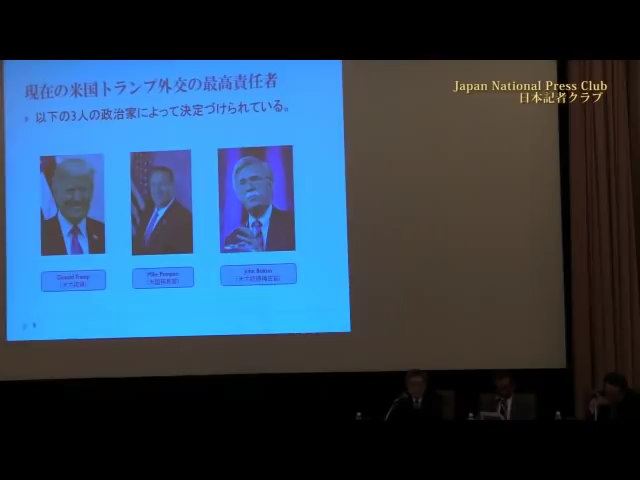 現在の米国トランプ外交の最高責任者
以下の3人の政治家によって決定づけられている。
Japan National Press Club
日本記者クラブ
Donald Trump
Mike Pompeo
John Bolton